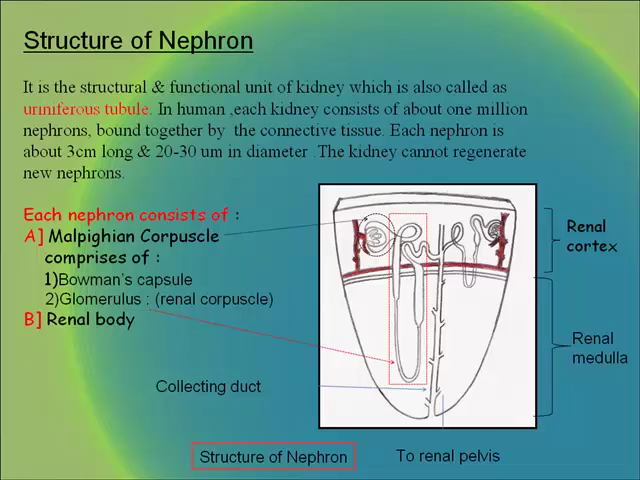 Structure of Nephron
It is the structural & functional unit of kidney which is also called as
uriniferous tubule. In human ,each kidney consists of about one million
nephrons, bound together by the connective tissue. Each nephron is
about 3cm long & 20-30 um in diameter .The kidney cannot regenerate
new nephrons.
Each nephron consists of :
A] Malpighian Corpuscle
comprises of :
1)Bowman's capsule
2)Glomerulus : (renal corpuscle)
B] Renal body
Renal
cortex
Renal
medulla
Collecting duct
Structure of Nephron
To renal pelvis